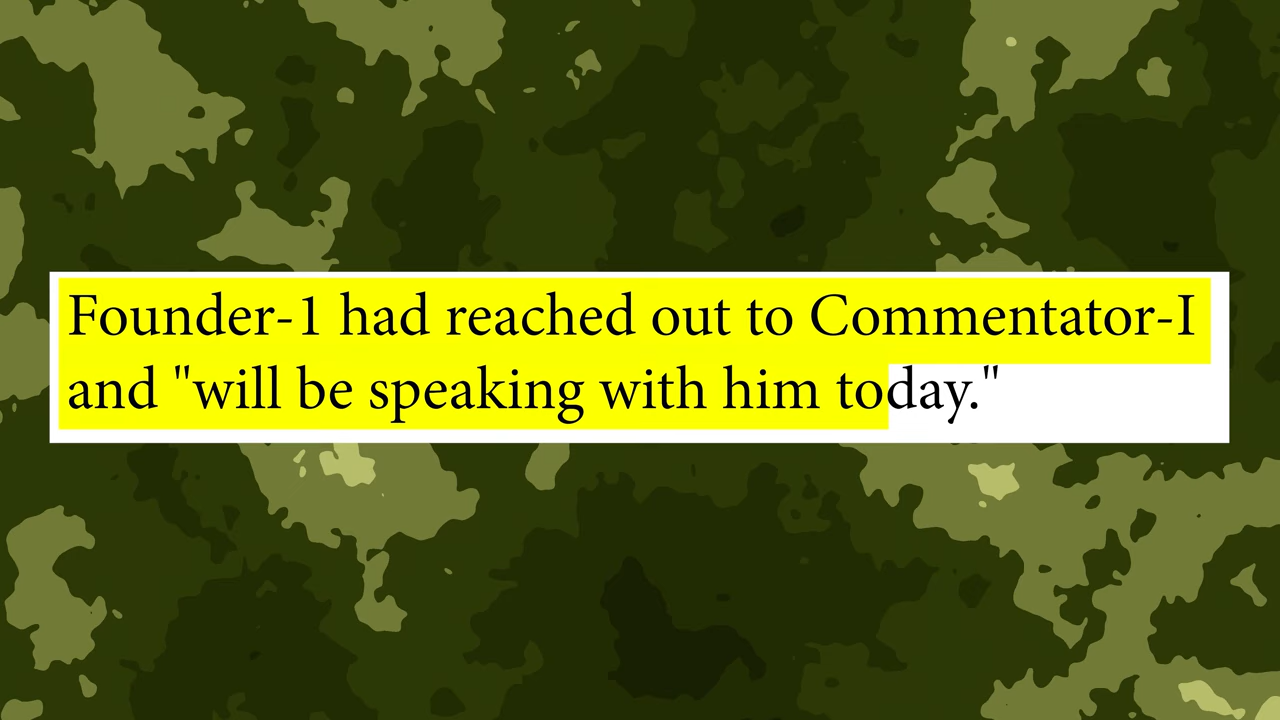 Founder-1 had reached out to Commentator-I
and "will be speaking with him today."